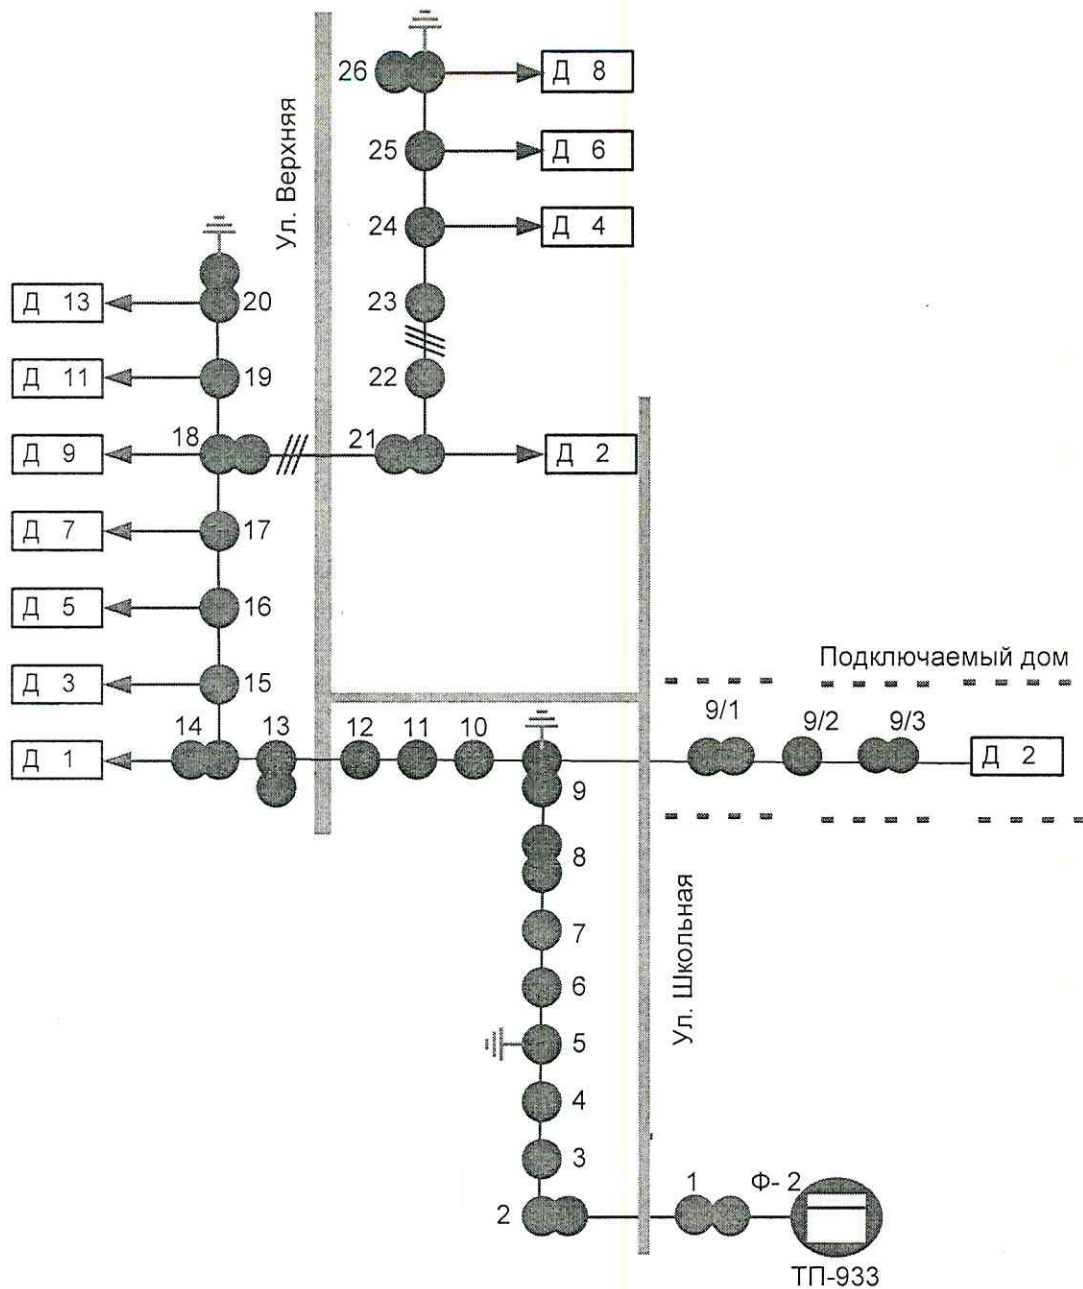 26
Д 8
Ул. Верхняя
25
Д 6
24
Д 4
Д 13
20
23
Д 11
19
22
Д 9
18
21
Д 2
Д 7
17
Д 5
16
Подключаемый дом
Д 3
15
9/1
9/2
9/3
14
13
12
11
10
Д 1
Д 2
9
8
7
Ул. Школьная
6
5
4
3
2
1
Ф- 2
ТП-933